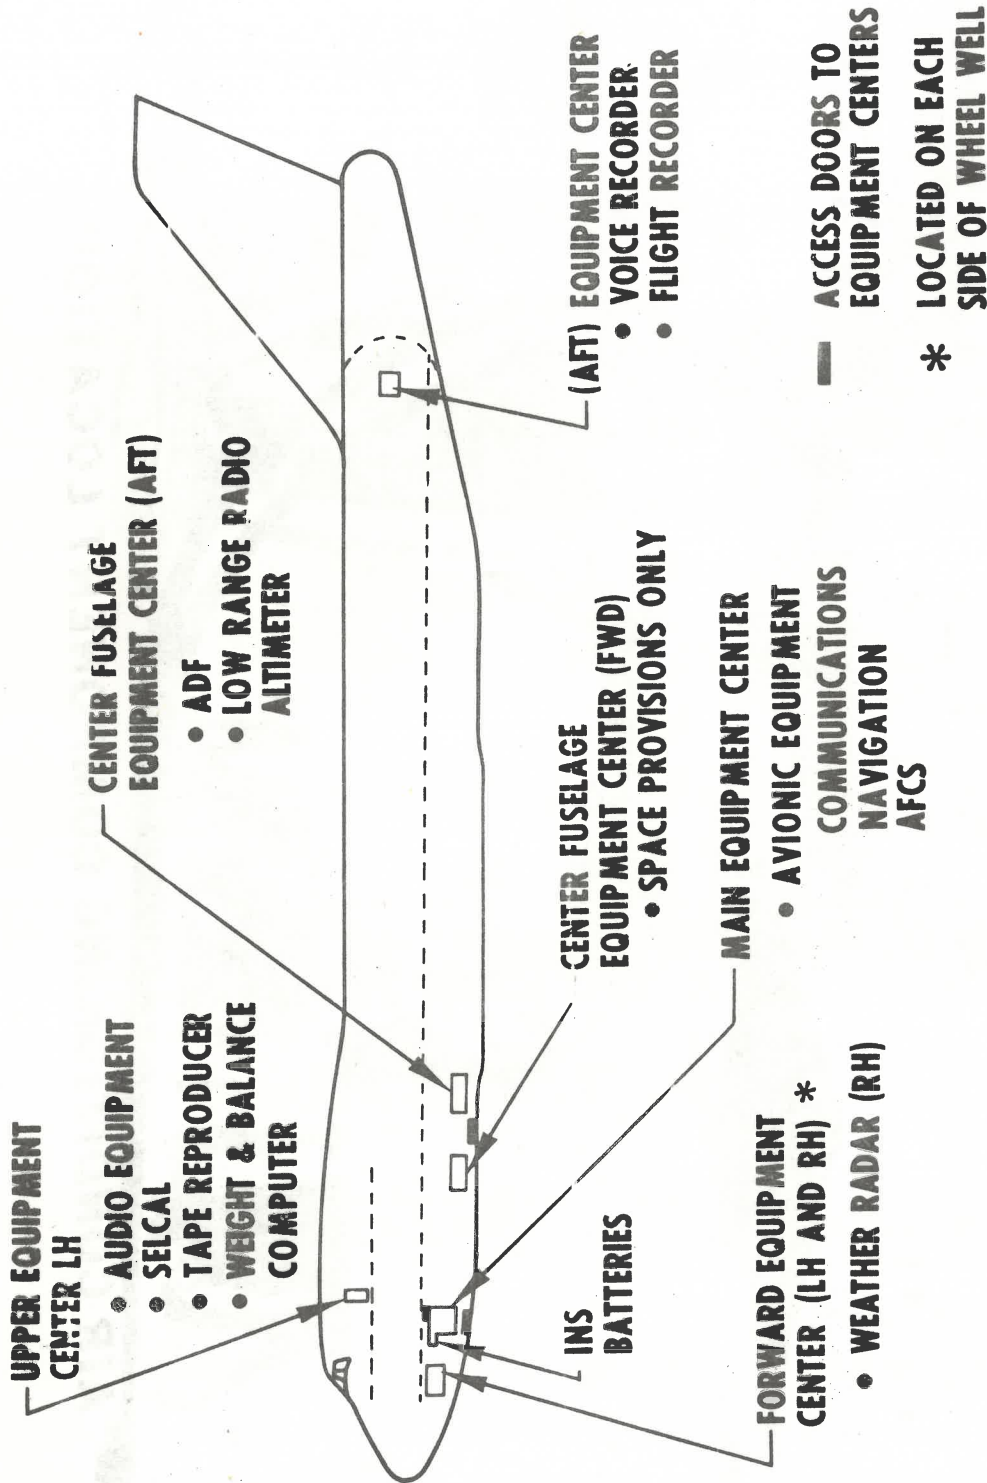 UPPER EQUIPMENT
CENTER LH
• AUDIO EQUIPMENT
• SELCAL
• TAPE REPRODUCER
• WEIGHT & BALANCE
COMPUTER
CENTER FUSELAGE
EQUIPMENT CENTER (AFT)
• ADF
• LOW RANGE RADIO
ALTIMETER
INS
BATTERIES
FORWARD EQUIPMENT
CENTER (LH AND RH) *
• WEATHER RADAR (RH)
CENTER FUSELAGE
EQUIPMENT CENTER (FWD)
• SPACE PROVISIONS ONLY
MAIN EQUIPMENT CENTER
• AVIONIC EQUIPMENT
COMMUNICATIONS
NAVIGATION
AFCS
(AFT) EQUIPMENT CENTER
• VOICE RECORDER
• FLIGHT RECORDER
ACCESS DOORS TO
EQUIPMENT CENTERS
* LOCATED ON EACH
SIDE OF WHEEL WELL